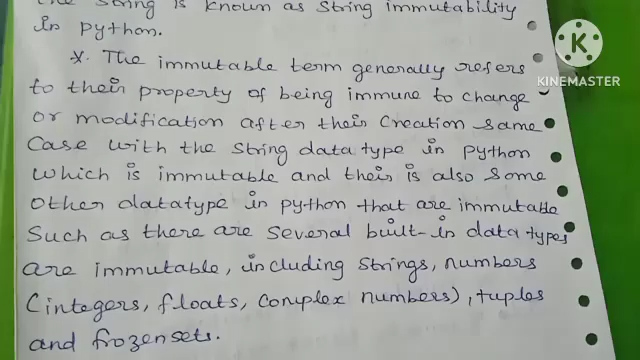 the string is known as string immutability
in python.
*. The immutable term generally refers
to their property of being immune to change
or modification after their creation same
case with the string datatype in python
which is immutable and their is also some
other datatype in python that are immutable
such as there are several built-in data types
are immutable, including strings, numbers
(integers, floats, complex numbers), tuples
and frozensets.
KINEMASTER